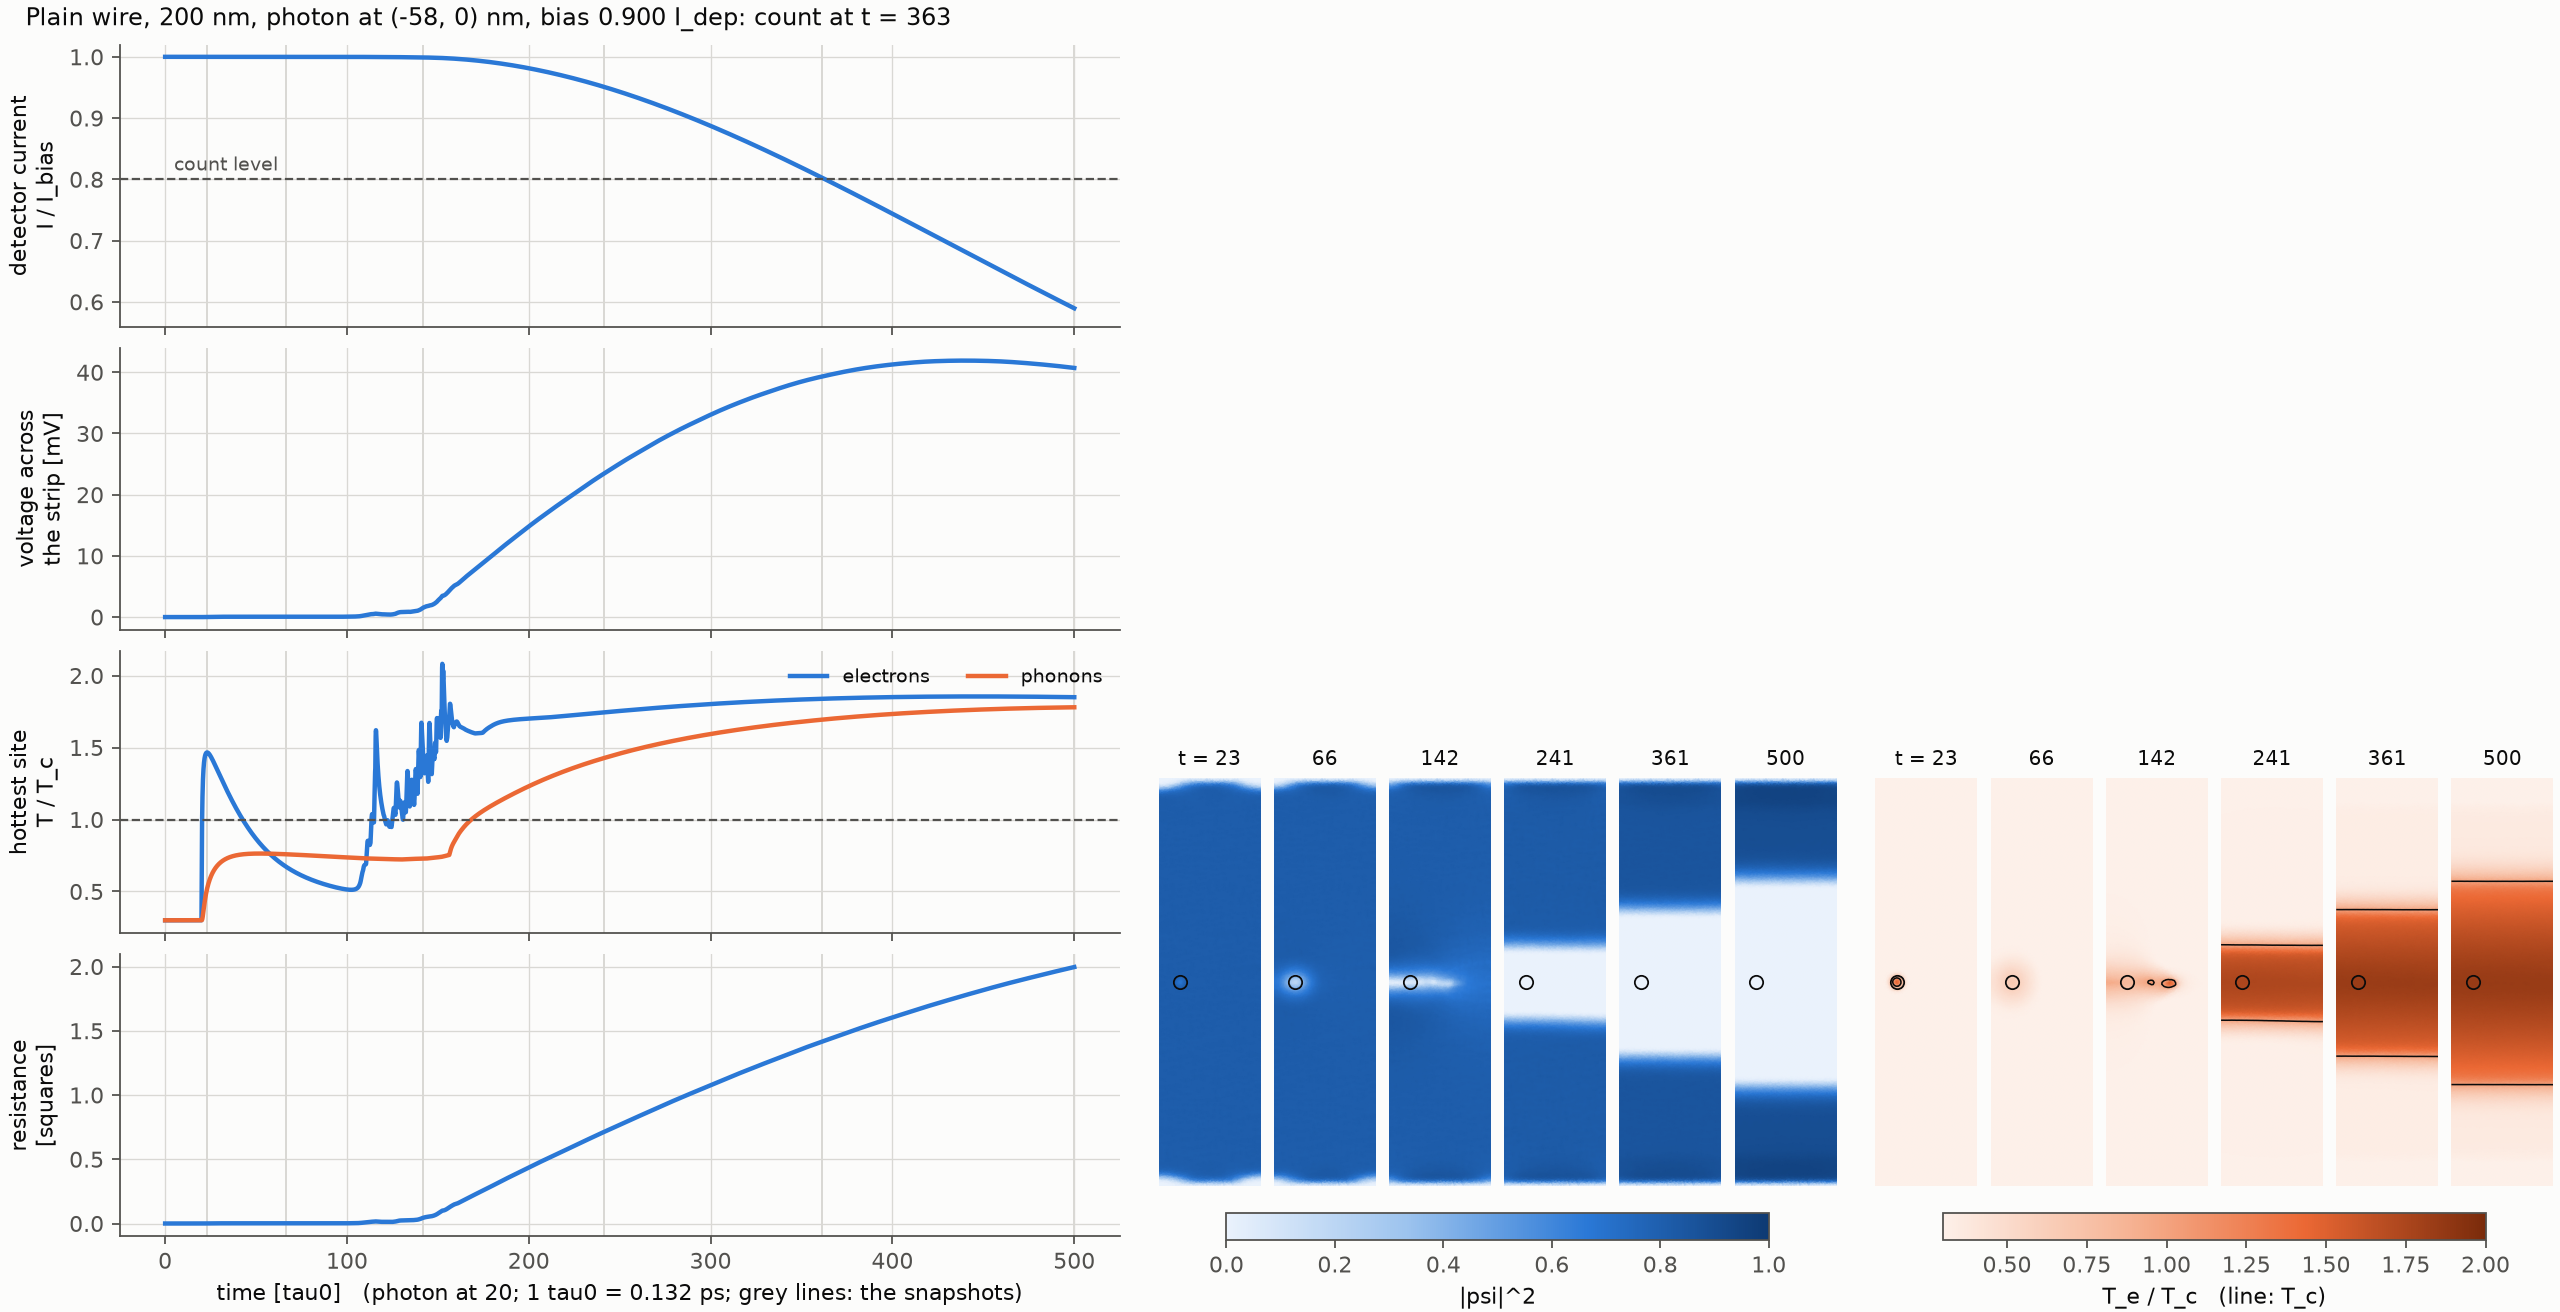 Plain wire, 200 nm, photon at (-58, 0) nm, bias 0.900 I_dep: count at t = 363
detector current
I / I_bias
1.0
0.9
0.8
0.7
0.6
count level
voltage across
the strip [mV]
40
30
20
10
0
hottest site
T / T_c
2.0
1.5
1.0
0.5
electrons
phonons
resistance
[squares]
2.0
1.5
1.0
0.5
0.0
0 100 200 300 400 500
time [tau0] (photon at 20; 1 tau0 = 0.132 ps; grey lines: the snapshots)
t = 23 66 142 241 361 500
0.0 0.2 0.4 0.6 0.8 1.0
|psi|^2
t = 23 66 142 241 361 500
0.50 0.75 1.00 1.25 1.50 1.75 2.00
T_e / T_c (line: T_c)